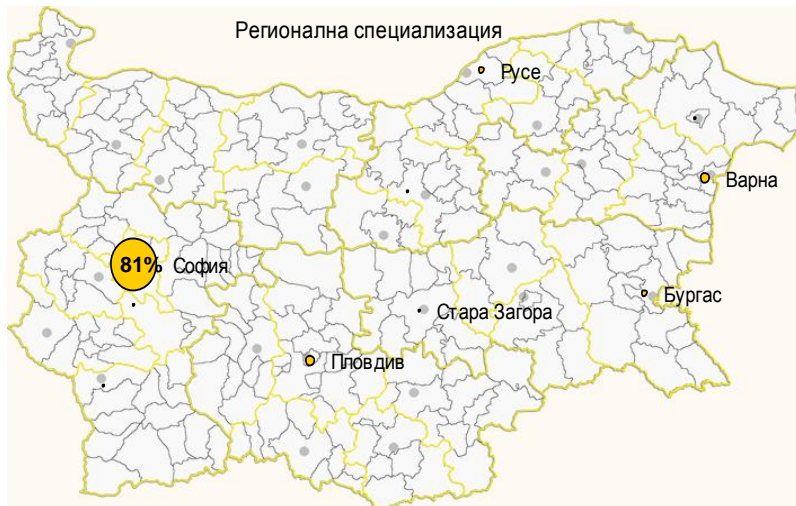 Регионална специализация
Русе
Варна
81% София
Бургас
Стара Загора
Пловдив